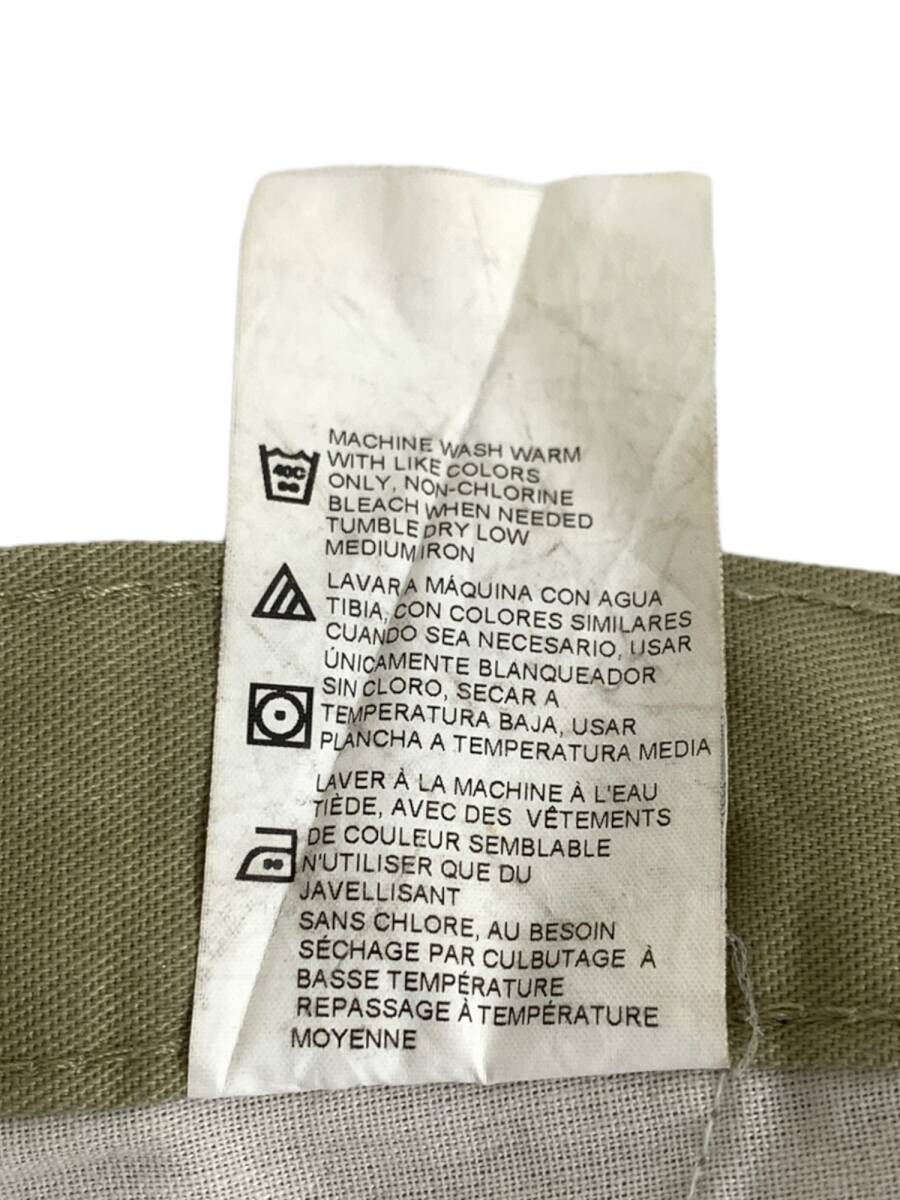 40C
MACHINE WASH WARM
WITH LIKE COLORS
ONLY, NON-CHLORINE
BLEACH WHEN NEEDED
TUMBLE DRY LOW
MEDIUM IRON
LAVAR A MÁQUINA CON AGUA
TIBIA, CON COLORES SIMILARES
CUANDO SEA NECESARIO, USAR
ÚNICAMENTE BLANQUEADOR
SIN CLORO, SECAR A
TEMPERATURA BAJA, USAR
PLANCHA A TEMPERATURA MEDIA
LAVER À LA MACHINE À L'EAU
TIÈDE, AVEC DES VÊTEMENTS
DE COULEUR SEMBLABLE
N'UTILISER QUE DU
JAVELLISANT
SANS CHLORE, AU BESOIN
SÉCHAGE PAR CULBUTAGE À
BASSE TEMPÉRATURE
REPASSAGE À TEMPÉRATURE
MOYENNE